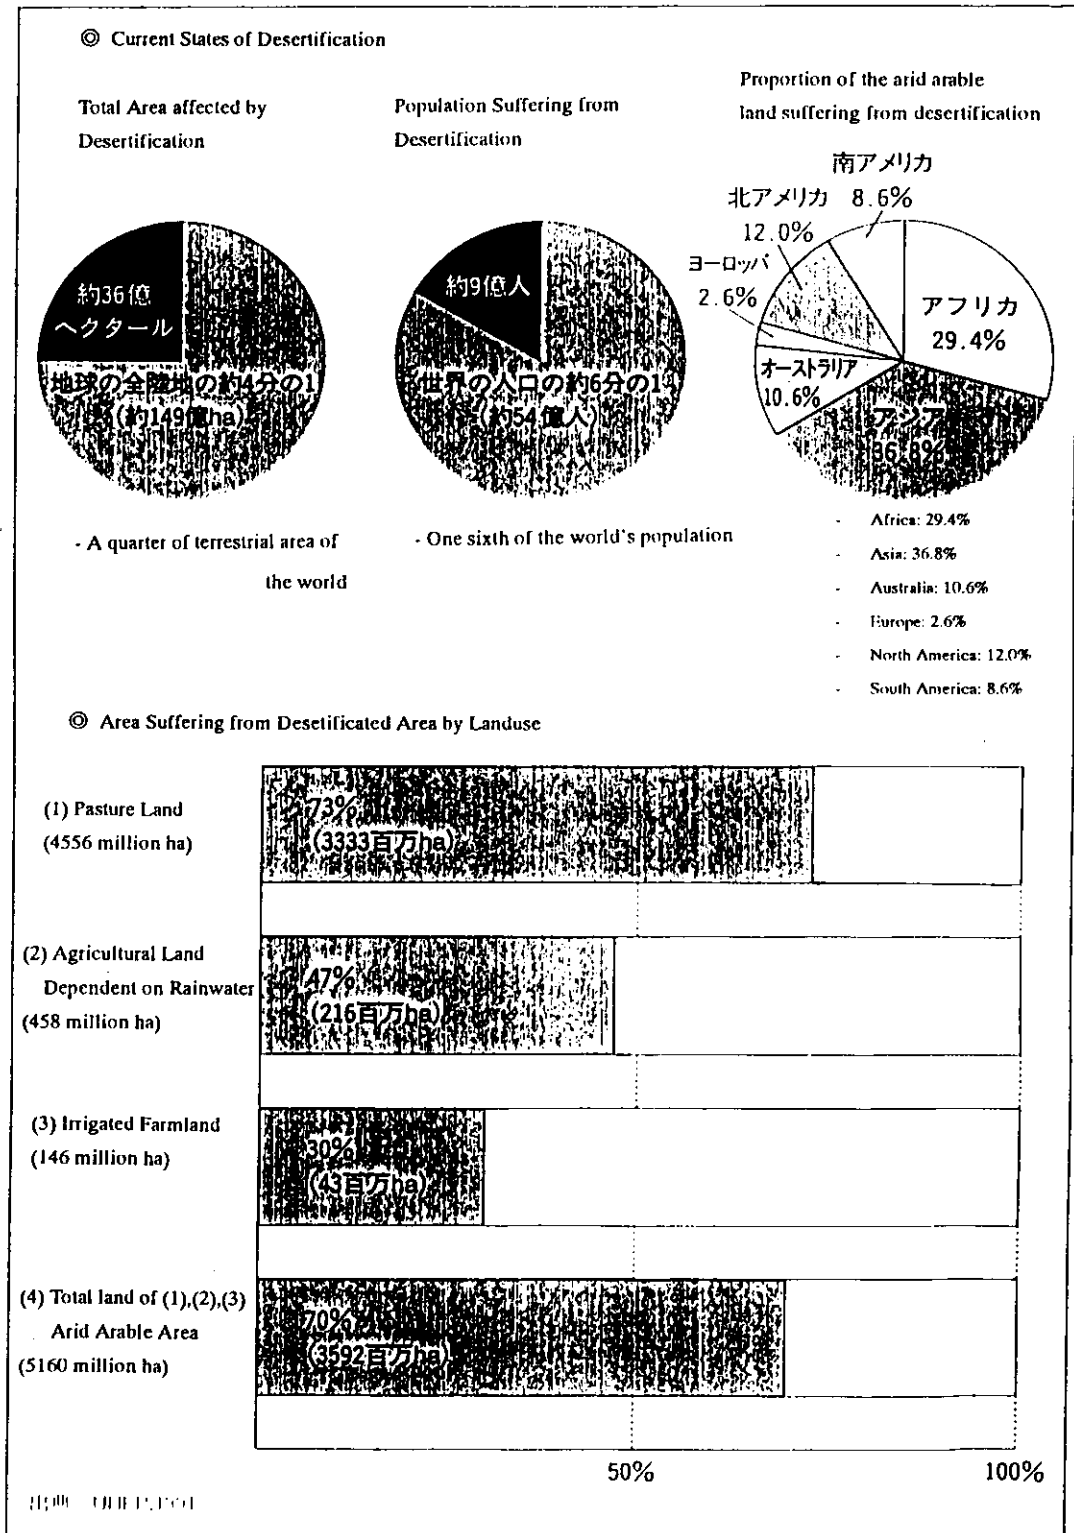 ◎ Current States of Desertification
Total Area affected by
Desertification
約36億
ヘクタール
地球の全陸地の約4分の1
(約149億ha)
- A quarter of terrestrial area of
the world
Population Suffering from
Desertification
約9億人
世界の人口の約6分の1
(約54億人)
- One sixth of the world's population
Proportion of the arid arable
land suffering from desertification
南アメリカ
8.6%
北アメリカ
12.0%
ヨーロッパ
2.6%
アフリカ
29.4%
オーストラリア
10.6%
アジア
36.8%
- Africa: 29.4%
- Asia: 36.8%
- Australia: 10.6%
- Europe: 2.6%
- North America: 12.0%
- South America: 8.6%
◎ Area Suffering from Desetificated Area by Landuse
(1) Pasture Land
(4556 million ha)
73%
(3333百万ha)
(2) Agricultural Land
Dependent on Rainwater
(458 million ha)
47%
(216百万ha)
(3) Irrigated Farmland
(146 million ha)
30%
(43百万ha)
(4) Total land of (1),(2),(3)
Arid Arable Area
(5160 million ha)
70%
(3592百万ha)
50%
100%